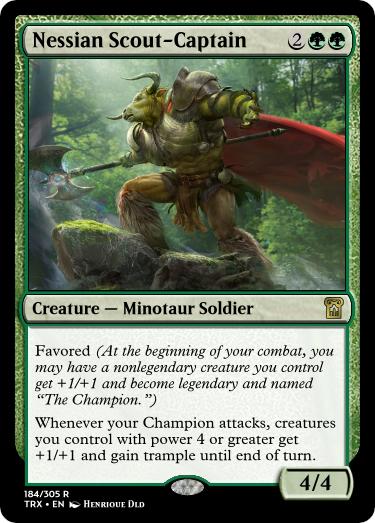 Nessian Scout-Captain 2
Creature — Minotaur Soldier
Favored (At the beginning of your combat, you
may have a nonlegendary creature you control
get +1/+1 and become legendary and named
“The Champion.”)
Whenever your Champion attacks, creatures
you control with power 4 or greater get
+1/+1 and gain trample until end of turn.
4/4
184/305 R
TRX • EN Henrique Dld